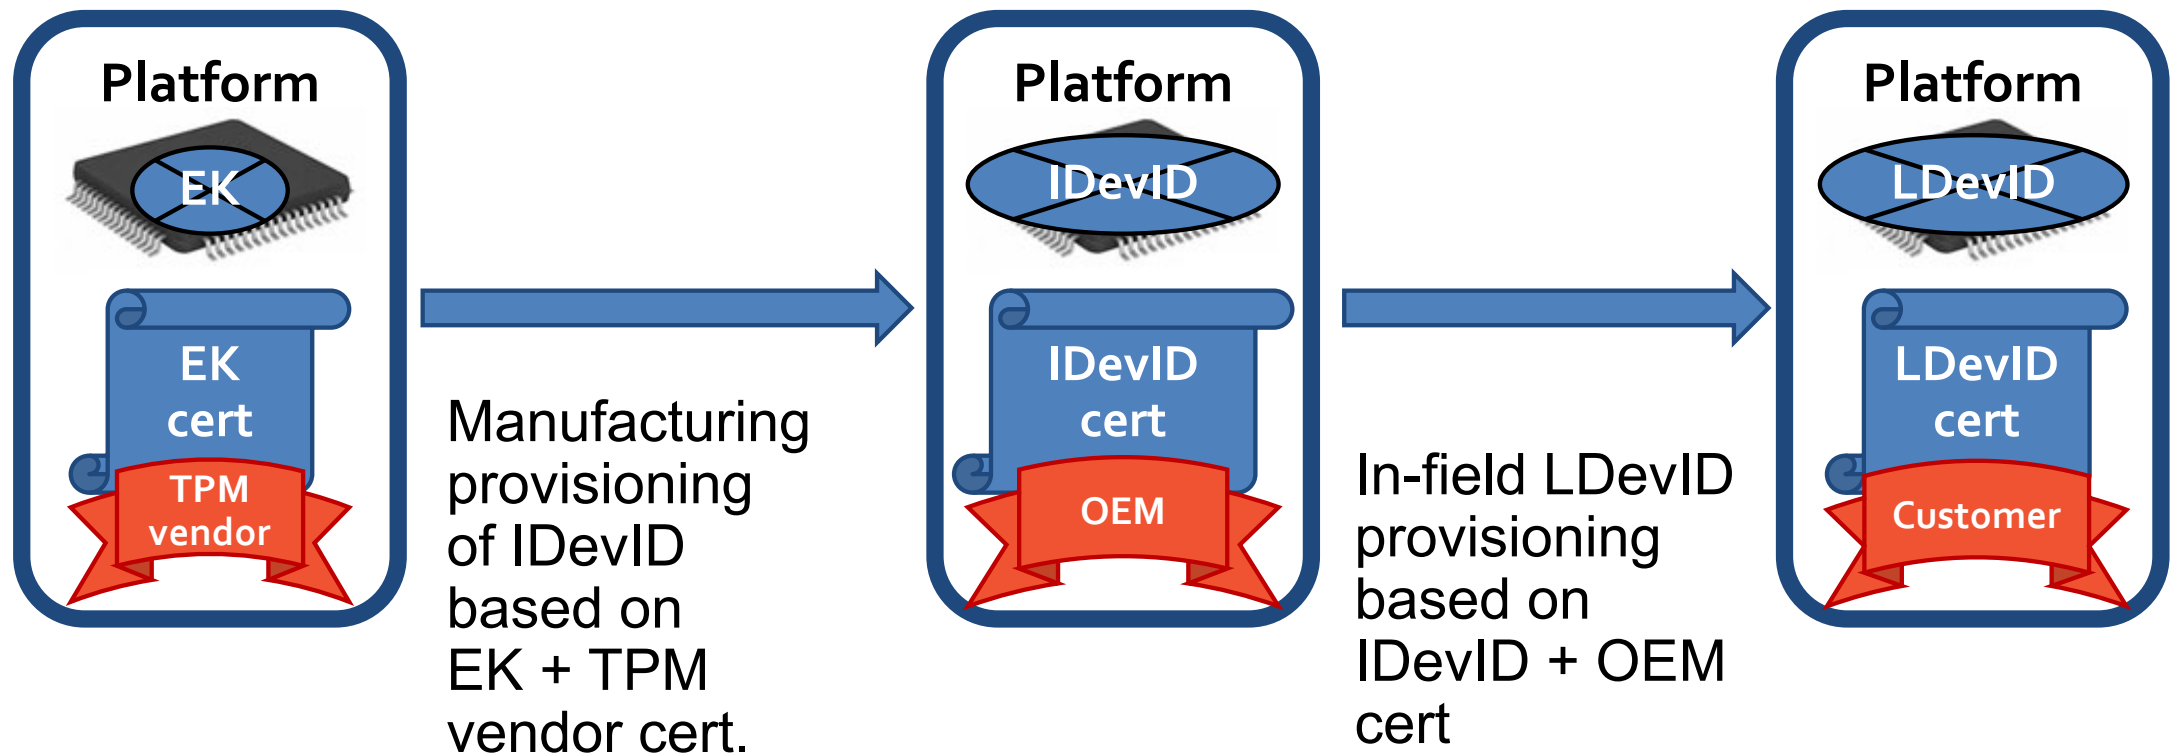 Platform
EK
EK
cert
TPM
vendor
Manufacturing
provisioning
of IDevID
based on
EK + TPM
vendor cert.
Platform
IDevID
IDevID
cert
OEM
In-field LDevID
provisioning
based on
IDevID + OEM
cert
Platform
LDevID
LDevID
cert
Customer